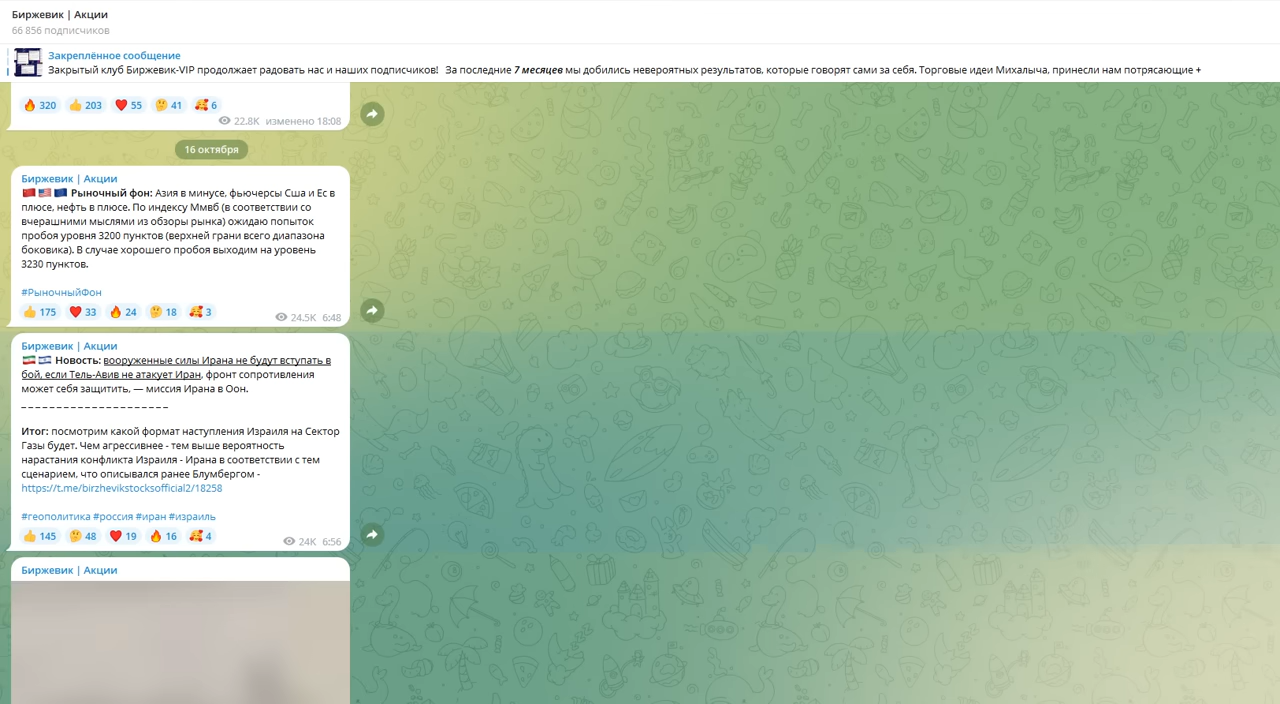 Биржевик | Акции
66 856 подписчиков
Закреплённое сообщение
Закрытый клуб Биржевик-VIP продолжает радовать нас и наших подписчиков! За последние 7 месяцев мы добились невероятных результатов, которые говорят сами за себя. Торговые идеи Михалыча, принесли нам потрясающие +
320 203 55 41 6
22.8K изменено 18:08
16 октября
Биржевик | Акции
Рыночный фон: Азия в минусе, фьючерсы Сша и Ес в
плюсе, нефть в плюсе. По индексу Ммвб (в соответствии со
вчерашними мыслями из обзоры рынка) ожидаю попыток
пробоя уровня 3200 пунктов (верхней грани всего диапазона
боковика). В случае хорошего пробоя выходим на уровень
3230 пунктов.
#РыночныйФон
175 33 24 18 3
24.5K 6:48
Биржевик | Акции
Новость: вооруженные силы Ирана не будут вступать в
бой, если Тель-Авив не атакует Иран, фронт сопротивления
может себя защитить, — миссия Ирана в Оон.
_ _ _ _ _ _ _ _ _ _ _ _ _ _ _ _ _ _ _ _ _
Итог: посмотрим какой формат наступления Израиля на Сектор
Газы будет. Чем агрессивнее - тем выше вероятность
нарастания конфликта Израиля - Ирана в соответствии с тем
сценарием, что описывался ранее Блумбергом -
https://t.me/birzhevikstocksofficial2/18258
#геополитика #россия #иран #израиль
145 48 19 16 4
24K 6:56
Биржевик | Акции